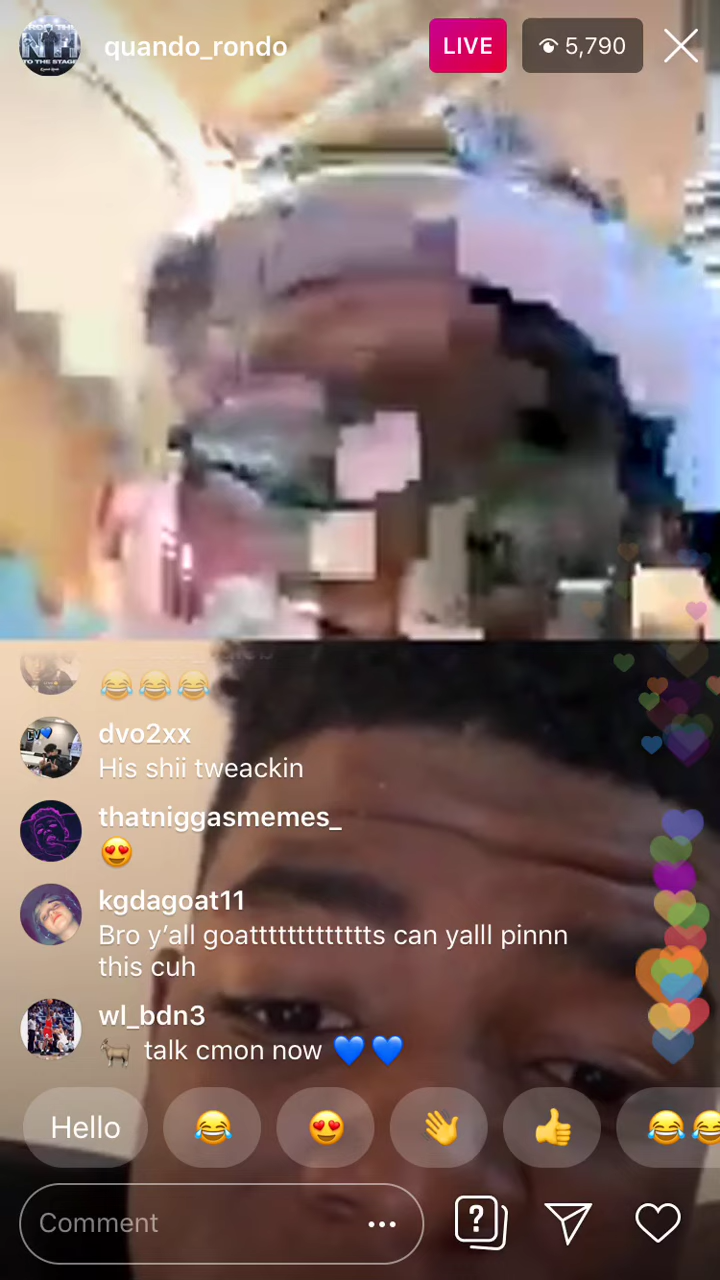 quando_rondo
LIVE
5,790
😂😂😂
dvo2xx
His shii tweackin
thatniggasmemes_
😍
kgdagoat11
Bro y'all goatttttttttttttts can yalll pinnn
this cuh
wl_bdn3
🐐 talk cmon now 💙💙
Hello
😂
😍
👋
👍
😂😂
Comment
?